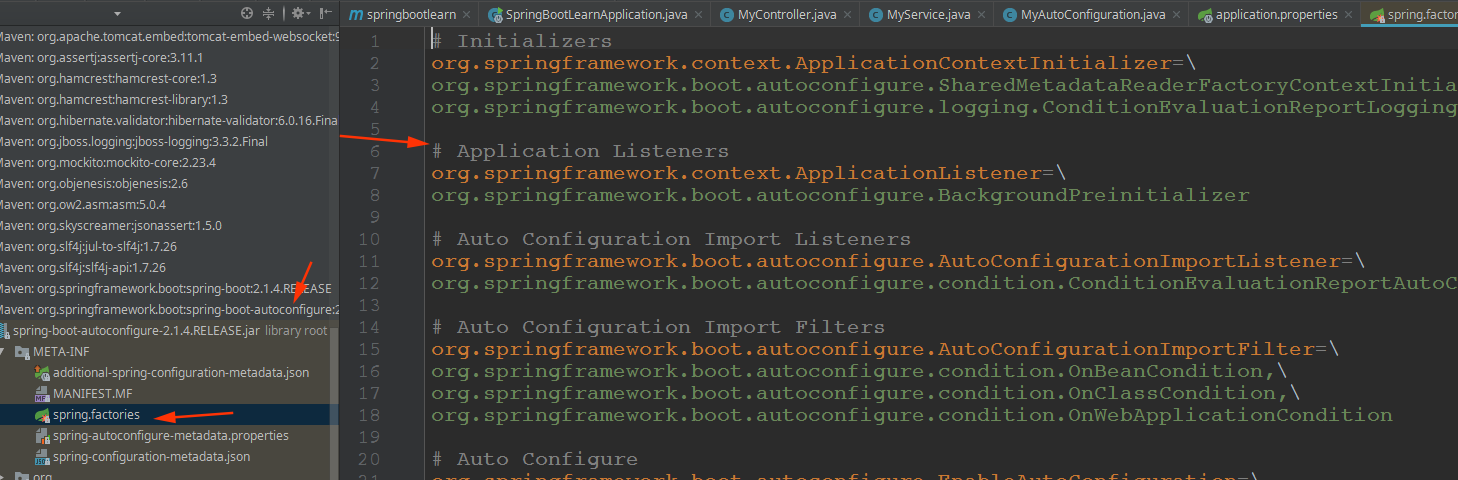 springbootlearn
SpringBootLearnApplication.java
MyController.java
MyService.java
MyAutoConfiguration.java
application.properties
spring.factor
Maven: org.apache.tomcat.embed:tomcat-embed-websocket:9
Maven: org.assertj:assertj-core:3.11.1
Maven: org.hamcrest:hamcrest-core:1.3
Maven: org.hamcrest:hamcrest-library:1.3
Maven: org.hibernate.validator:hibernate-validator:6.0.16.Fina
Maven: org.jboss.logging:jboss-logging:3.3.2.Final
Maven: org.mockito:mockito-core:2.23.4
Maven: org.objenesis:objenesis:2.6
Maven: org.ow2.asm:asm:5.0.4
Maven: org.skyscreamer:jsonassert:1.5.0
Maven: org.slf4j:jul-to-slf4j:1.7.26
Maven: org.slf4j:slf4j-api:1.7.26
Maven: org.springframework.boot:spring-boot:2.1.4.RELEASE
Maven: org.springframework.boot:spring-boot-autoconfigure:2
spring-boot-autoconfigure-2.1.4.RELEASE.jar library root
META-INF
additional-spring-configuration-metadata.json
MANIFEST.MF
spring.factories
spring-autoconfigure-metadata.properties
spring-configuration-metadata.json
org
1 # Initializers
2 org.springframework.context.ApplicationContextInitializer=\
3 org.springframework.boot.autoconfigure.SharedMetadataReaderFactoryContextInitia
4 org.springframework.boot.autoconfigure.logging.ConditionEvaluationReportLogging
5
6 # Application Listeners
7 org.springframework.context.ApplicationListener=\
8 org.springframework.boot.autoconfigure.BackgroundPreinitializer
9
10 # Auto Configuration Import Listeners
11 org.springframework.boot.autoconfigure.AutoConfigurationImportListener=\
12 org.springframework.boot.autoconfigure.condition.ConditionEvaluationReportAutoC
13
14 # Auto Configuration Import Filters
15 org.springframework.boot.autoconfigure.AutoConfigurationImportFilter=\
16 org.springframework.boot.autoconfigure.condition.OnBeanCondition,\
17 org.springframework.boot.autoconfigure.condition.OnClassCondition,\
18 org.springframework.boot.autoconfigure.condition.OnWebApplicationCondition
19
20 # Auto Configure
21 org.springframework.boot.autoconfigure.EnableAutoConfiguration=\